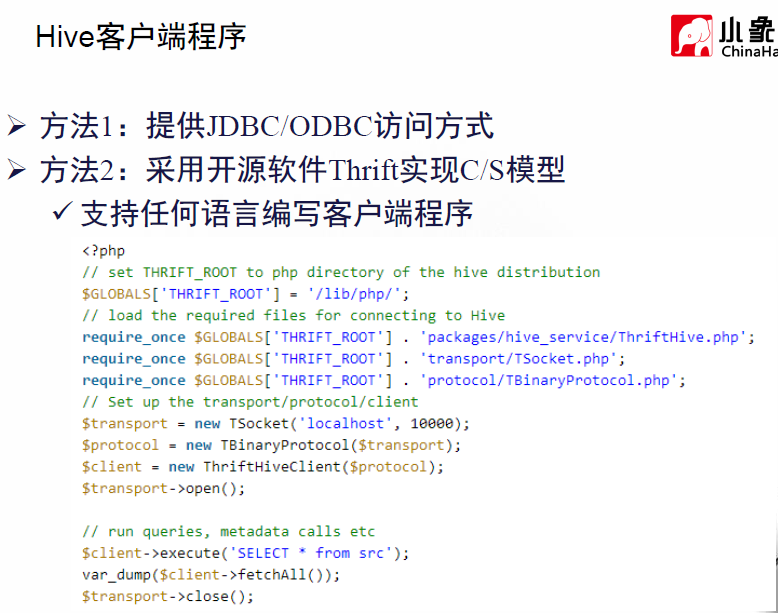 Hive客户端程序
小象
ChinaHa
方法1：提供JDBC/ODBC访问方式
方法2：采用开源软件Thrift实现C/S模型
支持任何语言编写客户端程序
<?php
// set THRIFT_ROOT to php directory of the hive distribution
$GLOBALS['THRIFT_ROOT'] = '/lib/php/';
// load the required files for connecting to Hive
require_once $GLOBALS['THRIFT_ROOT'] . 'packages/hive_service/ThriftHive.php';
require_once $GLOBALS['THRIFT_ROOT'] . 'transport/TSocket.php';
require_once $GLOBALS['THRIFT_ROOT'] . 'protocol/TBinaryProtocol.php';
// Set up the transport/protocol/client
$transport = new TSocket('localhost', 10000);
$protocol = new TBinaryProtocol($transport);
$client = new ThriftHiveClient($protocol);
$transport->open();
// run queries, metadata calls etc
$client->execute('SELECT * from src');
var_dump($client->fetchAll());
$transport->close();